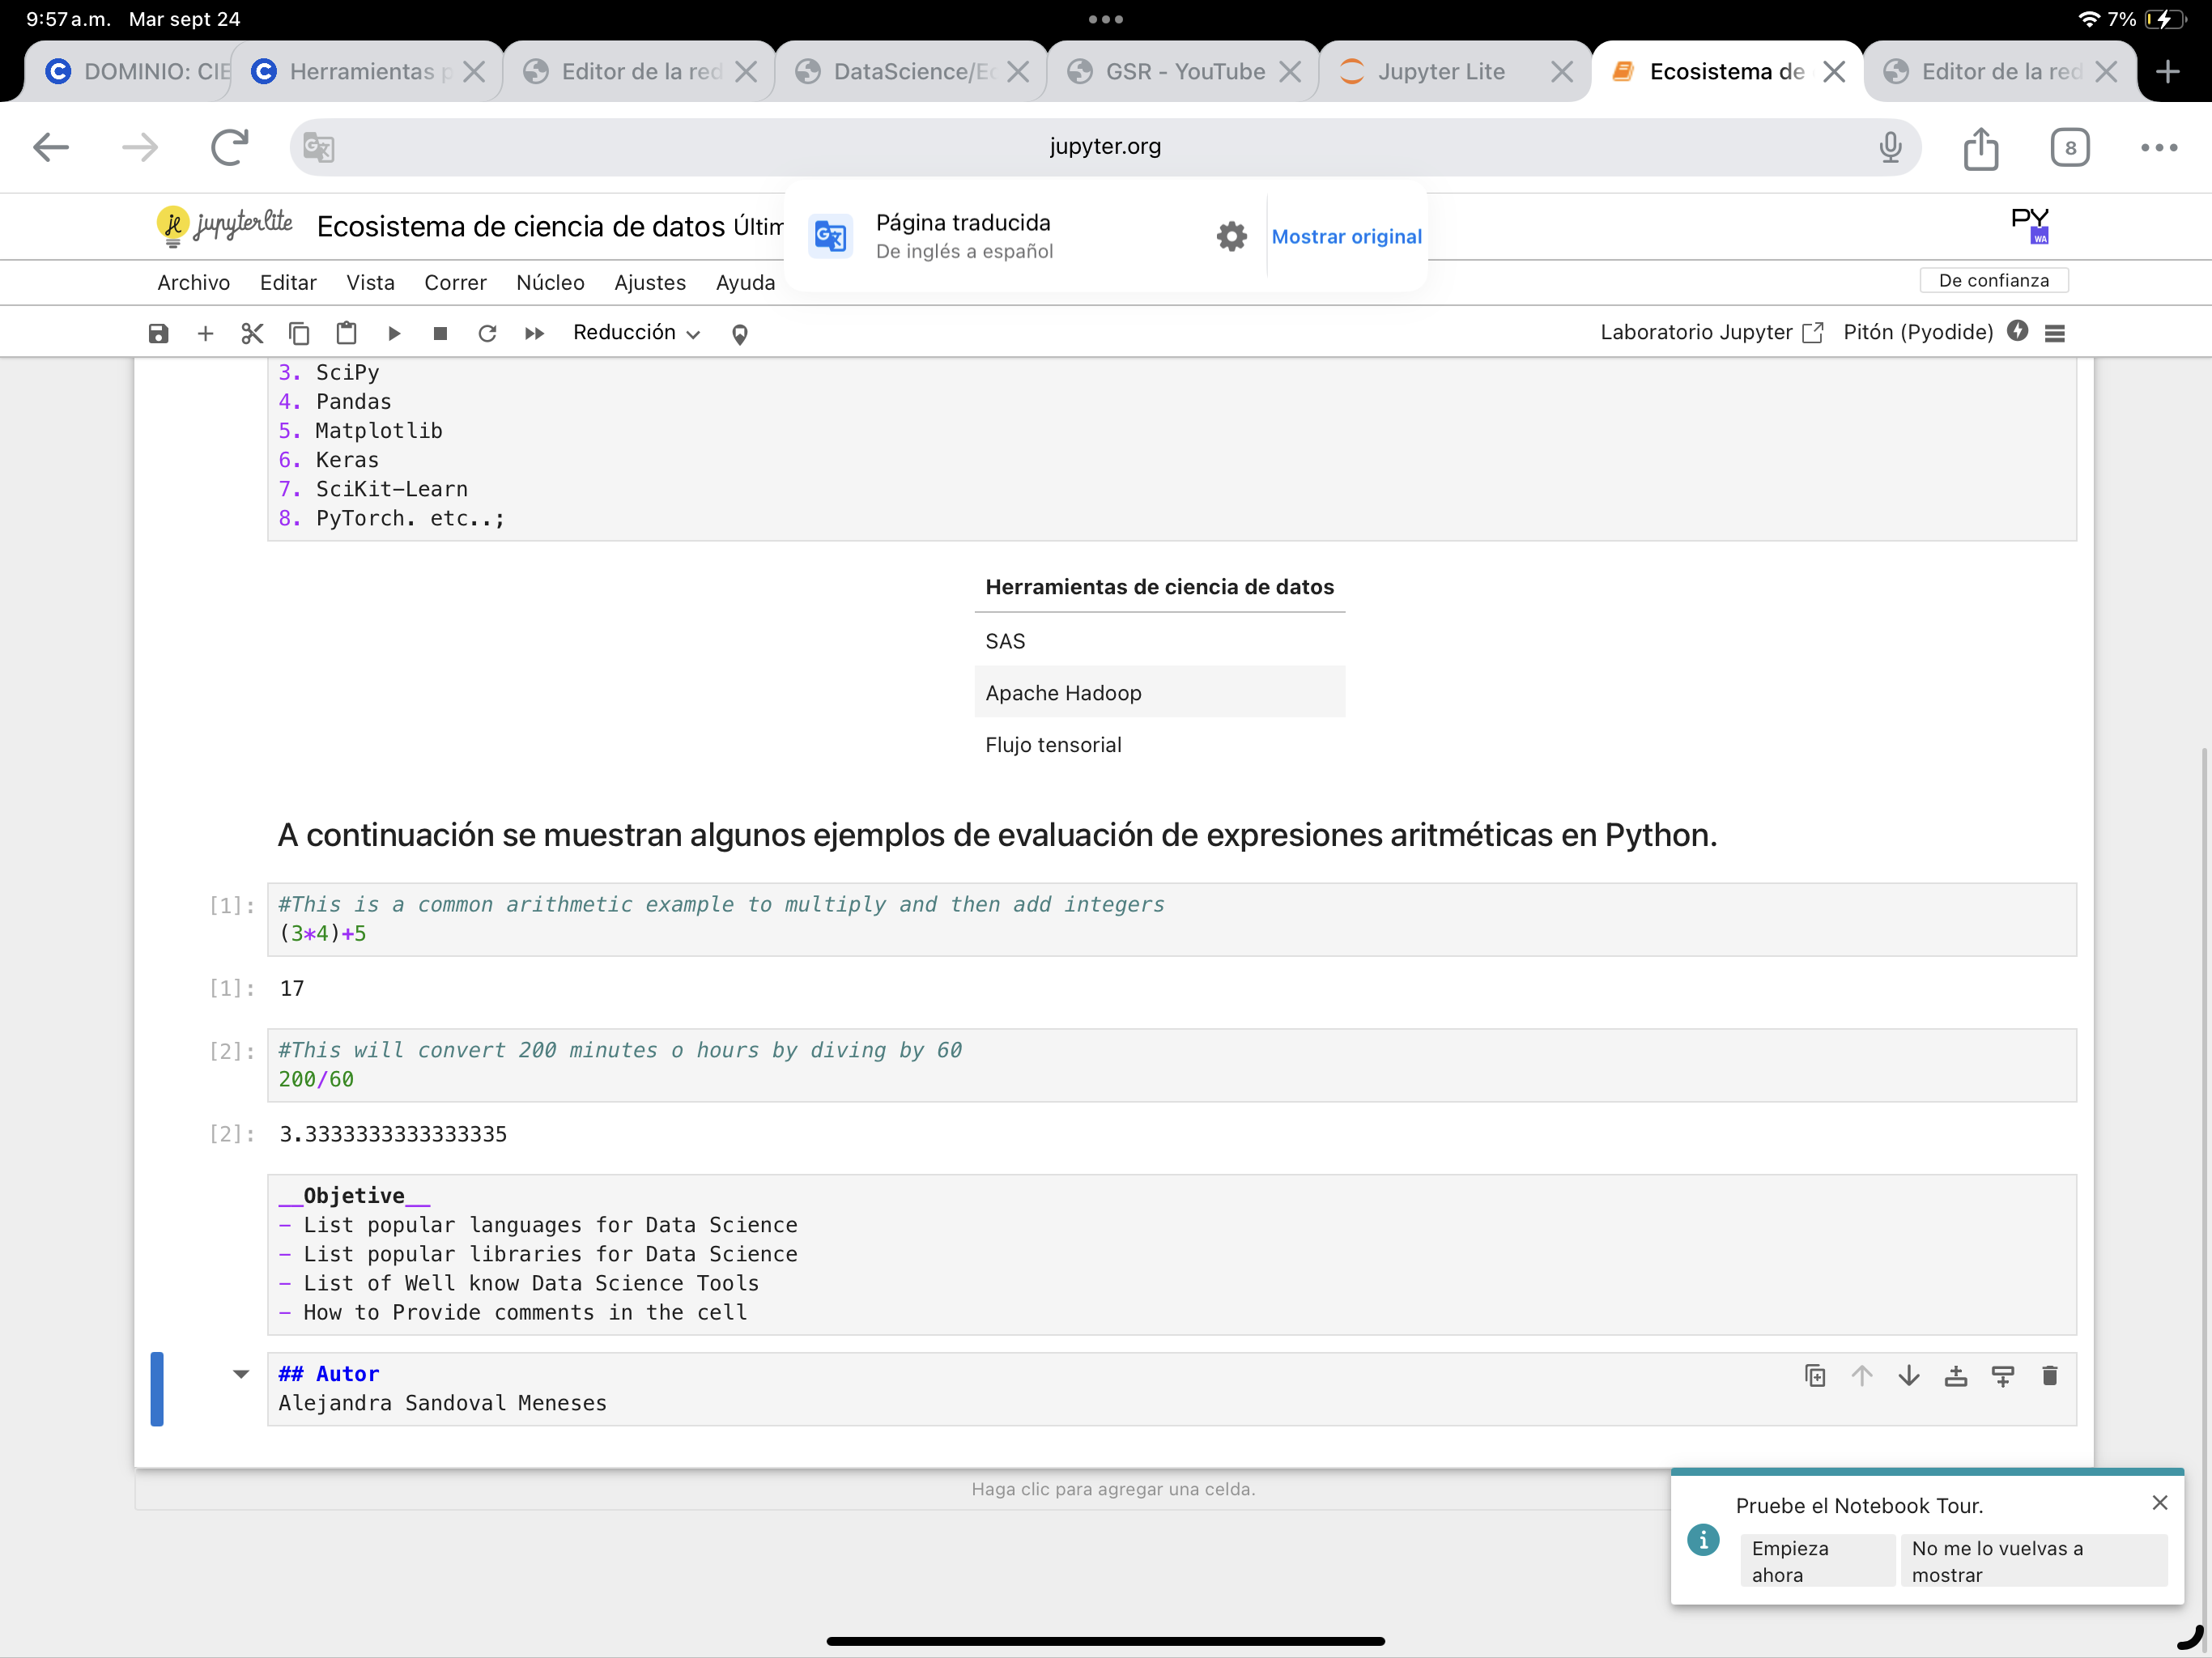 9:57 a.m. Mar sept 24
7%
DOMINIO: CIE
Herramientas p
Editor de la red
DataScience/Ec
GSR - YouTube
Jupyter Lite
Ecosistema de
Editor de la red
jupyter.org
8
jupyterlite Ecosistema de ciencia de datos Últim
PY
WA
Página traducida
De inglés a español
Mostrar original
Archivo Editar Vista Correr Núcleo Ajustes Ayuda
De confianza
Reducción
Laboratorio Jupyter Pitón (Pyodide)
3. SciPy
4. Pandas
5. Matplotlib
6. Keras
7. SciKit-Learn
8. PyTorch. etc..;
Herramientas de ciencia de datos
SAS
Apache Hadoop
Flujo tensorial
A continuación se muestran algunos ejemplos de evaluación de expresiones aritméticas en Python.
[1]: #This is a common arithmetic example to multiply and then add integers
(3*4)+5
[1]: 17
[2]: #This will convert 200 minutes o hours by diving by 60
200/60
[2]: 3.3333333333333335
__Objetive__
- List popular languages for Data Science
- List popular libraries for Data Science
- List of Well know Data Science Tools
- How to Provide comments in the cell
## Autor
Alejandra Sandoval Meneses
Haga clic para agregar una celda.
Pruebe el Notebook Tour.
Empieza ahora
No me lo vuelvas a mostrar